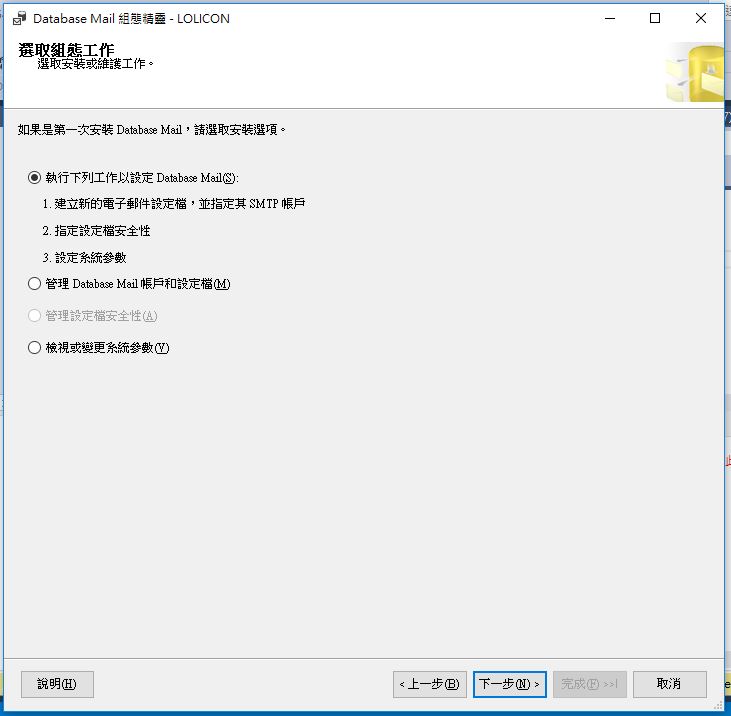 Database Mail 組態精靈 - LOLICON
選取組態工作
選取安裝或維護工作。
如果是第一次安裝 Database Mail，請選取安裝選項。
執行下列工作以設定 Database Mail(S):
1. 建立新的電子郵件設定檔，並指定其 SMTP 帳戶
2. 指定設定檔安全性
3. 設定系統參數
管理 Database Mail 帳戶和設定檔(M)
管理設定檔安全性(A)
檢視或變更系統參數(V)
說明(H)
< 上一步(B)
下一步(N) >
完成(F) >>|
取消